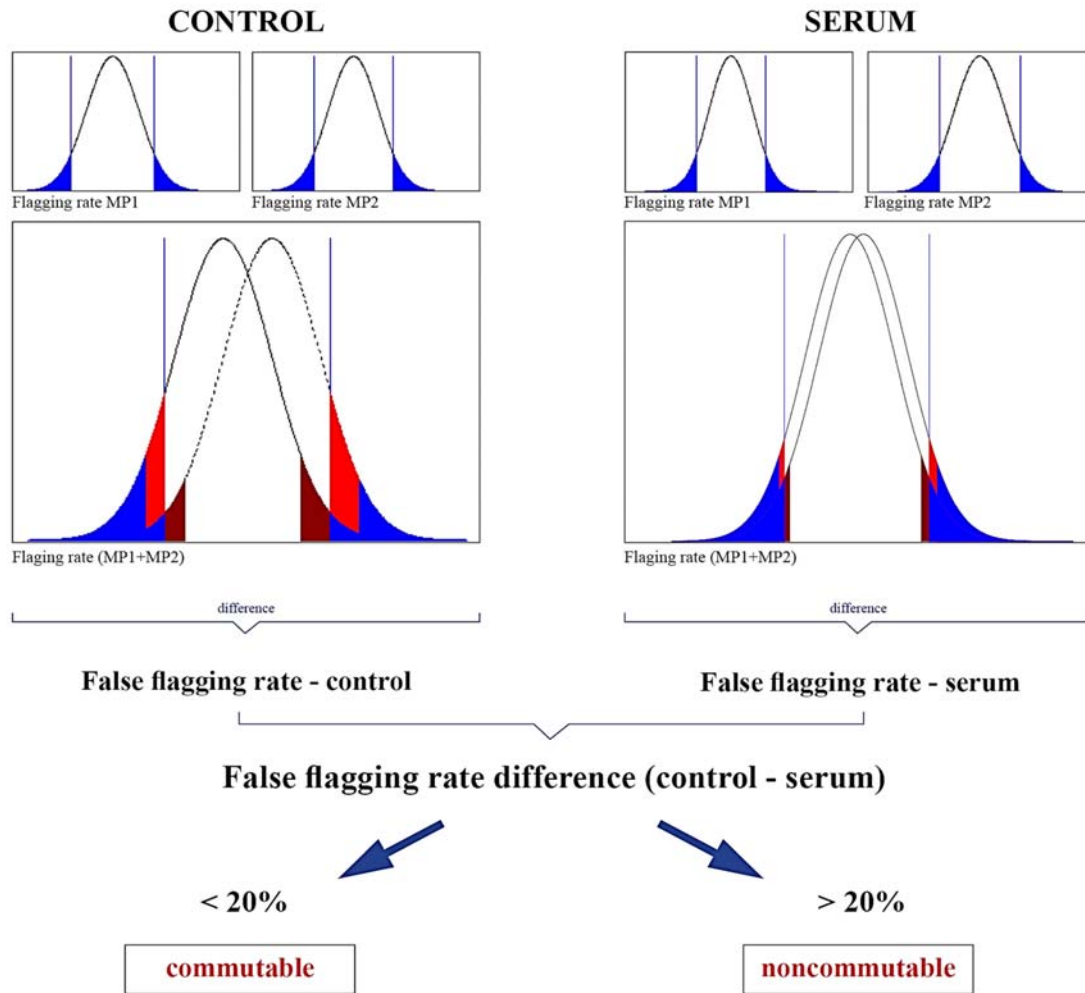 CONTROL
SERUM
Flagging rate MP1
Flagging rate MP2
Flagging rate MP1
Flagging rate MP2
Flaging rate (MP1+MP2)
Flaging rate (MP1+MP2)
difference
difference
False flagging rate - control
False flagging rate - serum
False flagging rate difference (control - serum)
< 20%
> 20%
commutable
noncommutable